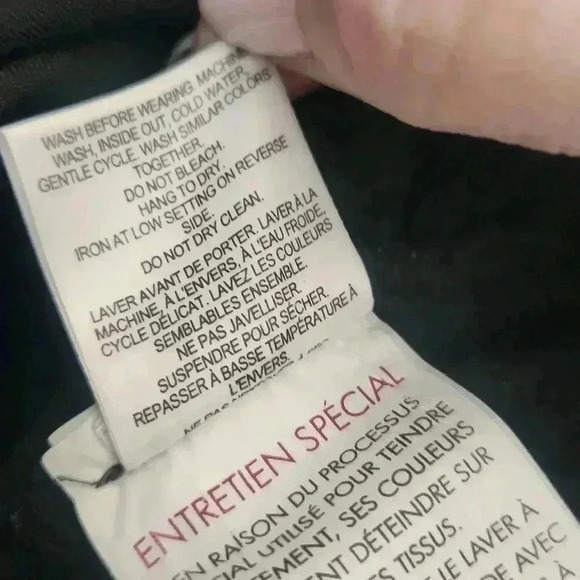 WASH BEFORE WEARING. MACHINE
WASH, INSIDE OUT, COLD WATER,
GENTLE CYCLE. WASH SIMILAR COLORS
TOGETHER.
DO NOT BLEACH.
HANG TO DRY.
IRON AT LOW SETTING ON REVERSE
SIDE.
DO NOT DRY CLEAN.
LAVER AVANT DE PORTER. LAVER À LA
MACHINE, À L'ENVERS, À L'EAU FROIDE,
CYCLE DÉLICAT. LAVEZ LES COULEURS
SEMBLABLES ENSEMBLE.
NE PAS JAVELLISER.
SUSPENDRE POUR SÉCHER.
REPASSER À BASSE TEMPÉRATURE À
L'ENVERS.
NE PAS
ENTRETIEN SPÉCIAL
EN RAISON DU PROCESSUS
UTILISÉ POUR TEINDRE
SES COULEURS
DÉTEINDRE SUR
TISSUS.
LAVER À
AVEC